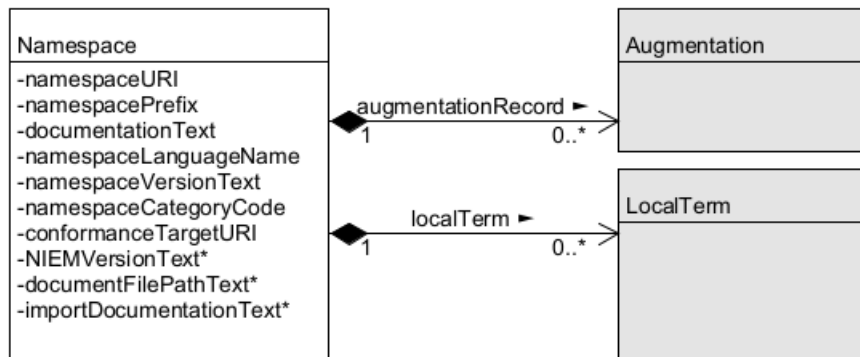 Namespace
-namespaceURI
-namespacePrefix
-documentationText
-namespaceLanguageName
-namespaceVersionText
-namespaceCategoryCode
-conformanceTargetURI
-NIEMVersionText*
-documentFilePathText*
-importDocumentationText*
augmentationRecord ►
1
0..*
Augmentation
localTerm ►
1
0..*
LocalTerm